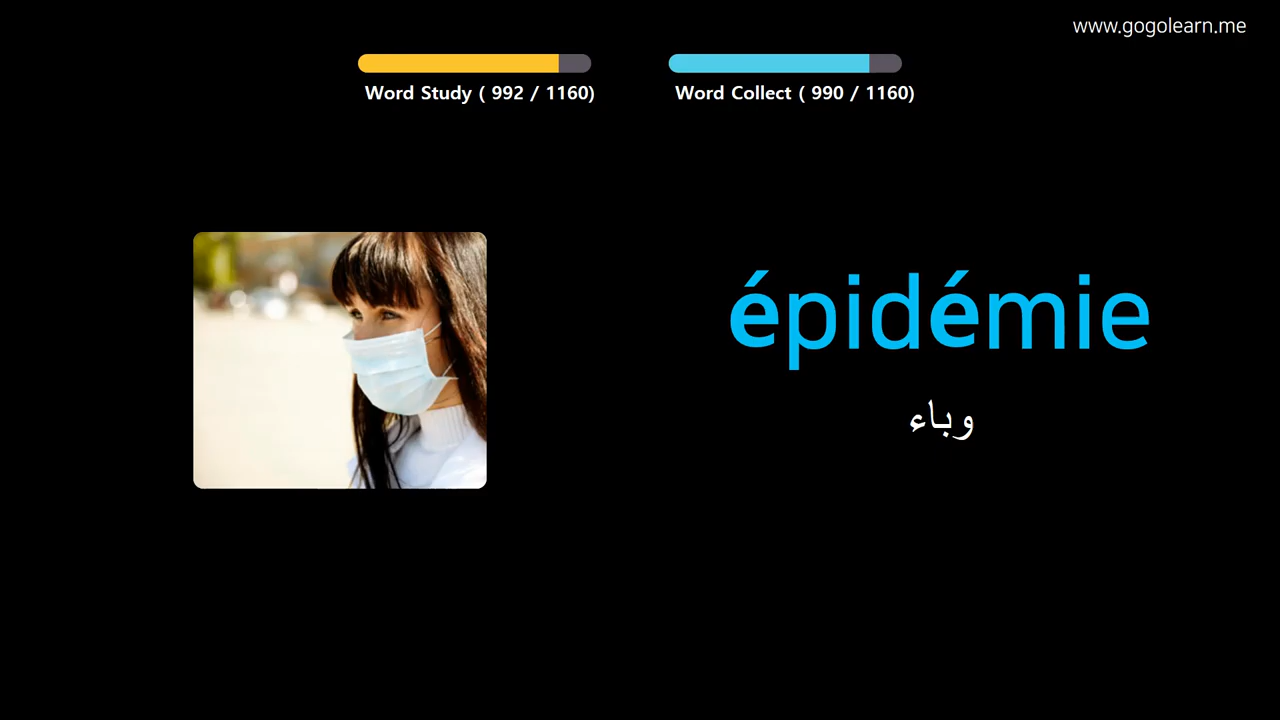 www.gogolearn.me
Word Study ( 992 / 1160)
Word Collect ( 990 / 1160)
épidémie
وباء